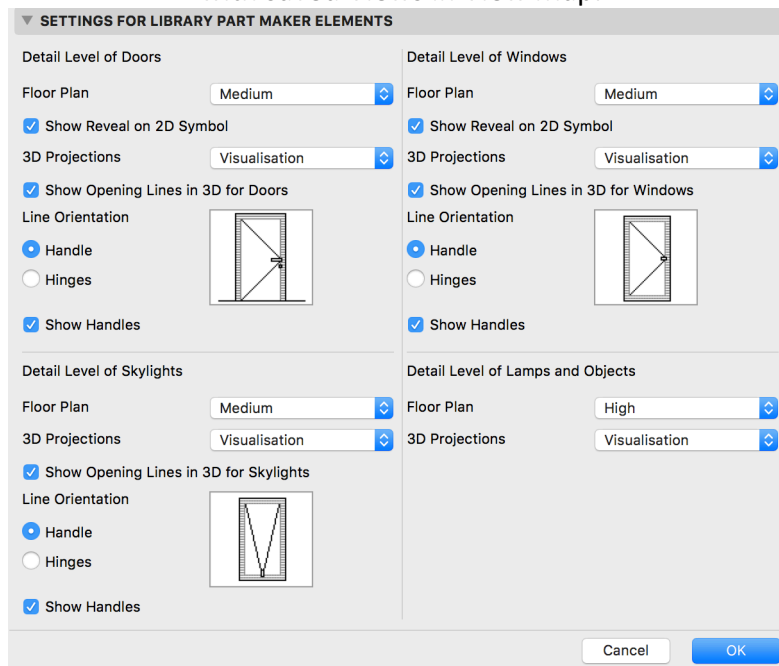 SETTINGS FOR LIBRARY PART MAKER ELEMENTS
Detail Level of Doors
Floor Plan Medium
Show Reveal on 2D Symbol
3D Projections Visualisation
Show Opening Lines in 3D for Doors
Line Orientation
Handle
Hinges
Show Handles
Detail Level of Windows
Floor Plan Medium
Show Reveal on 2D Symbol
3D Projections Visualisation
Show Opening Lines in 3D for Windows
Line Orientation
Handle
Hinges
Show Handles
Detail Level of Skylights
Floor Plan Medium
3D Projections Visualisation
Show Opening Lines in 3D for Skylights
Line Orientation
Handle
Hinges
Show Handles
Detail Level of Lamps and Objects
Floor Plan High
3D Projections Visualisation
Cancel OK